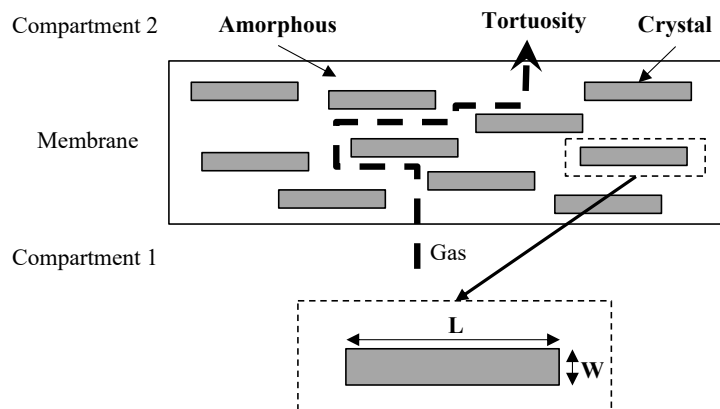 Compartment 2
Amorphous
Tortuosity
Crystal
Membrane
Compartment 1
Gas
L
W